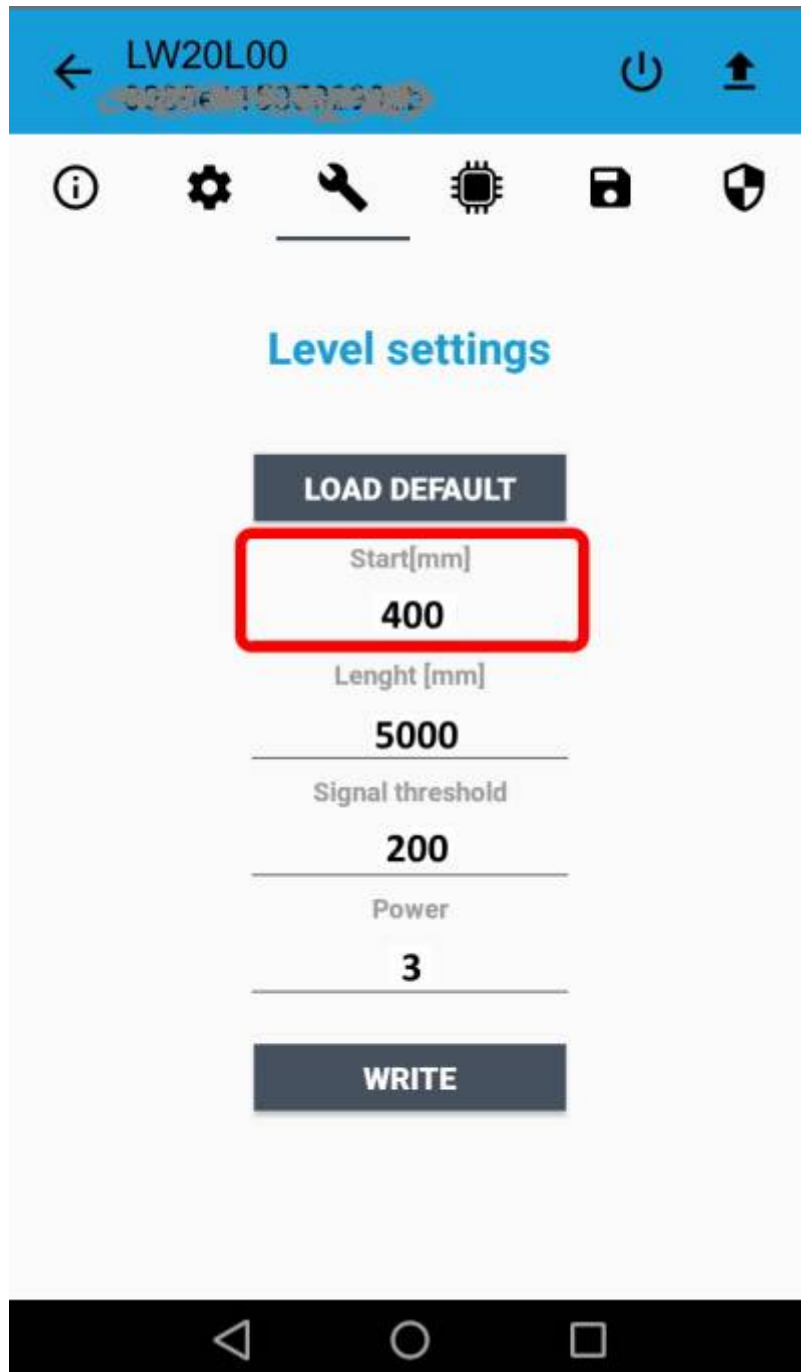 LW20L00
Level settings
LOAD DEFAULT
Start[mm]
400
Lenght [mm]
5000
Signal threshold
200
Power
3
WRITE